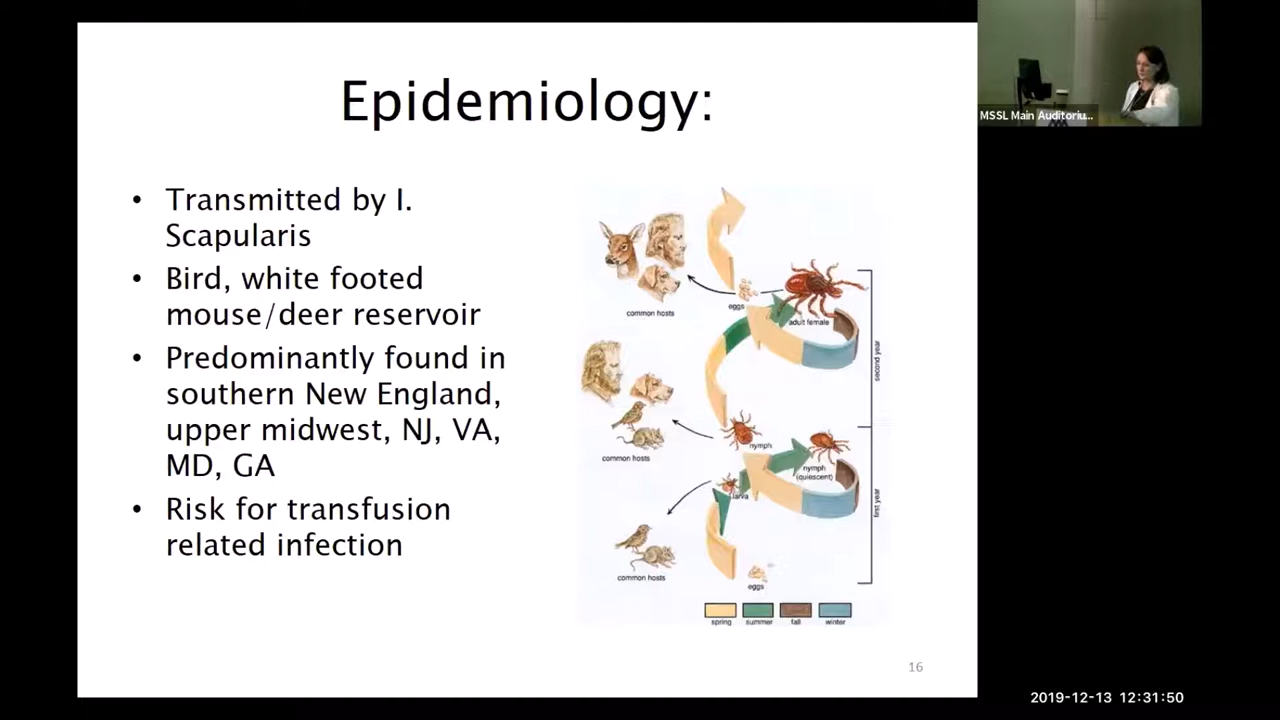 Epidemiology:
• Transmitted by I.
Scapularis
• Bird, white footed
mouse/deer reservoir
• Predominantly found in
southern New England,
upper midwest, NJ, VA,
MD, GA
• Risk for transfusion
related infection
common hosts
eggs
adult female
second year
common hosts
nymph
nymph
(quiescent)
larva
first year
common hosts
eggs
spring summer fall winter
16
MSSL Main Auditoriu...
2019-12-13 12:31:50